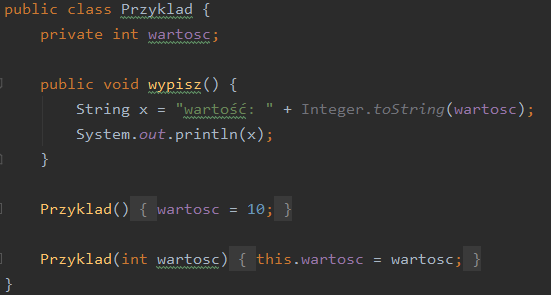 public class Przyklad {
    private int wartosc;
    public void wypisz() {
        String x = "wartość: " + Integer.toString(wartosc);
        System.out.println(x);
    }
    Przyklad() { wartosc = 10; }
    Przyklad(int wartosc) { this.wartosc = wartosc; }
}